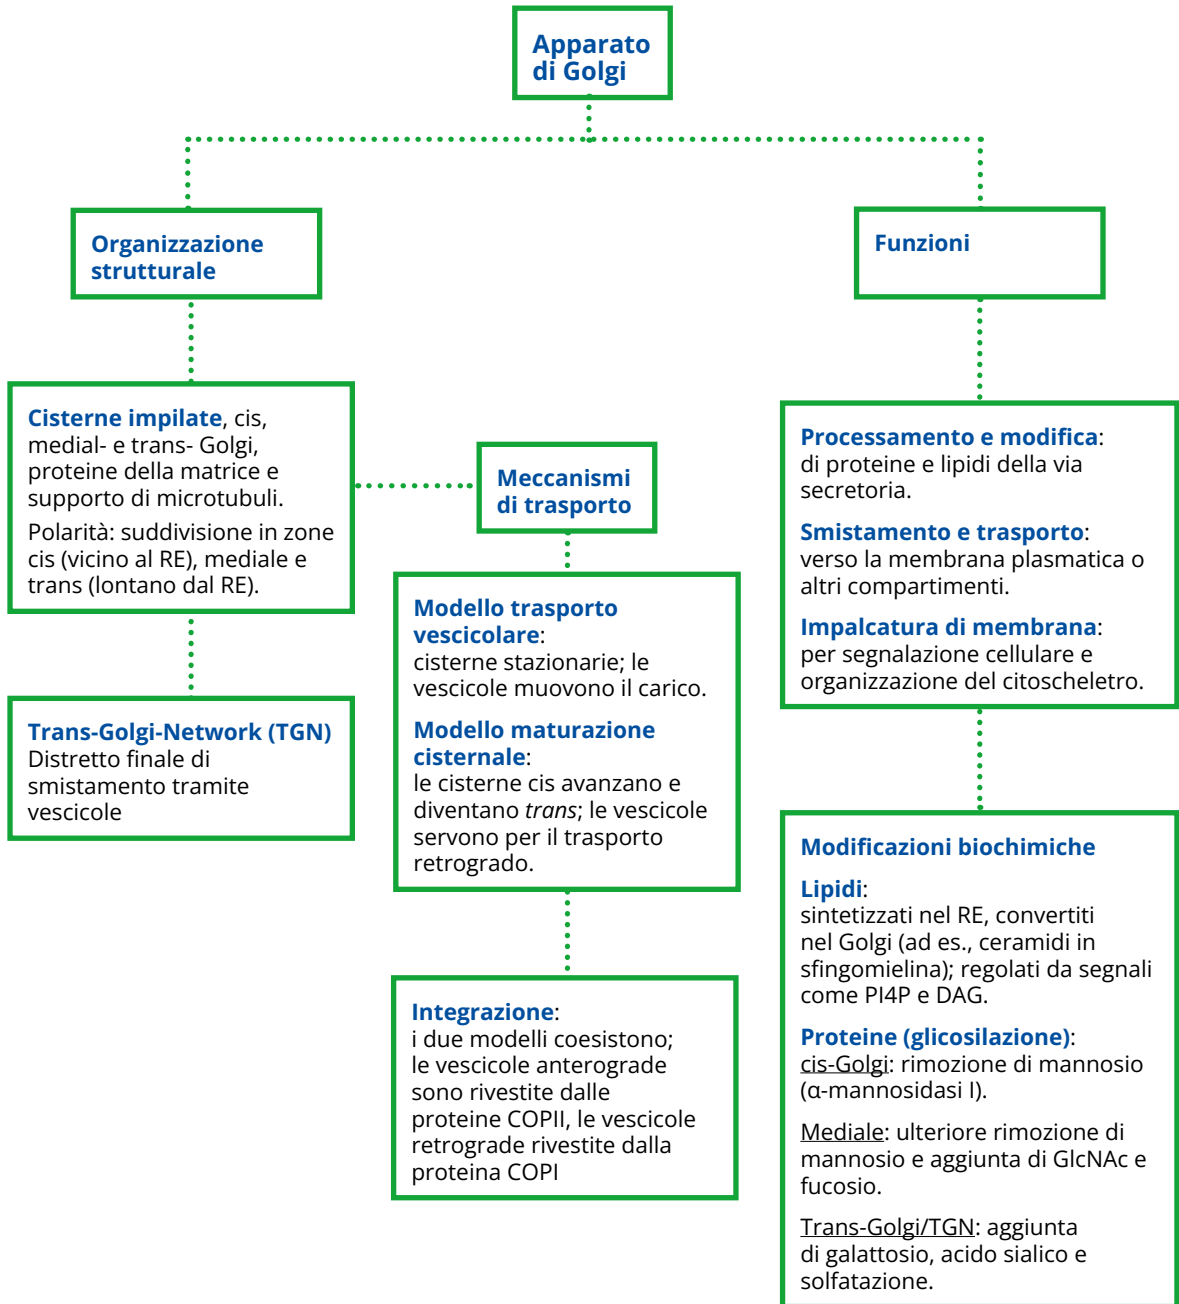 Apparato
di Golgi
Organizzazione
strutturale
Funzioni
Cisterne impilate, cis,
medial- e trans- Golgi,
proteine della matrice e
supporto di microtubuli.
Polarità: suddivisione in zone
cis (vicino al RE), mediale e
trans (lontano dal RE).
Trans-Golgi-Network (TGN)
Distretto finale di
smistamento tramite
vescicole
Meccanismi
di trasporto
Modello trasporto
vescicolare:
cisterne stazionarie; le
vescicole muovono il carico.
Modello maturazione
cisternale:
le cisterne cis avanzano e
diventano trans; le vescicole
servono per il trasporto
retrogrado.
Integrazione:
i due modelli coesistono;
le vescicole anterograde
sono rivestite dalle
proteine COPII, le vescicole
retrograde rivestite dalla
proteina COPI
Processamento e modifica:
di proteine e lipidi della via
secretoria.
Smistamento e trasporto:
verso la membrana plasmatica o
altri compartimenti.
Impalcatura di membrana:
per segnalazione cellulare e
organizzazione del citoscheletro.
Modificazioni biochimiche
Lipidi:
sintetizzati nel RE, convertiti
nel Golgi (ad es., ceramidi in
sfingomielina); regolati da segnali
come PI4P e DAG.
Proteine (glicosilazione):
cis-Golgi: rimozione di mannosio
(α-mannosidasi I).
Mediale: ulteriore rimozione di
mannosio e aggiunta di GlcNAc e
fucosio.
Trans-Golgi/TGN: aggiunta
di galattosio, acido sialico e
solfatazione.